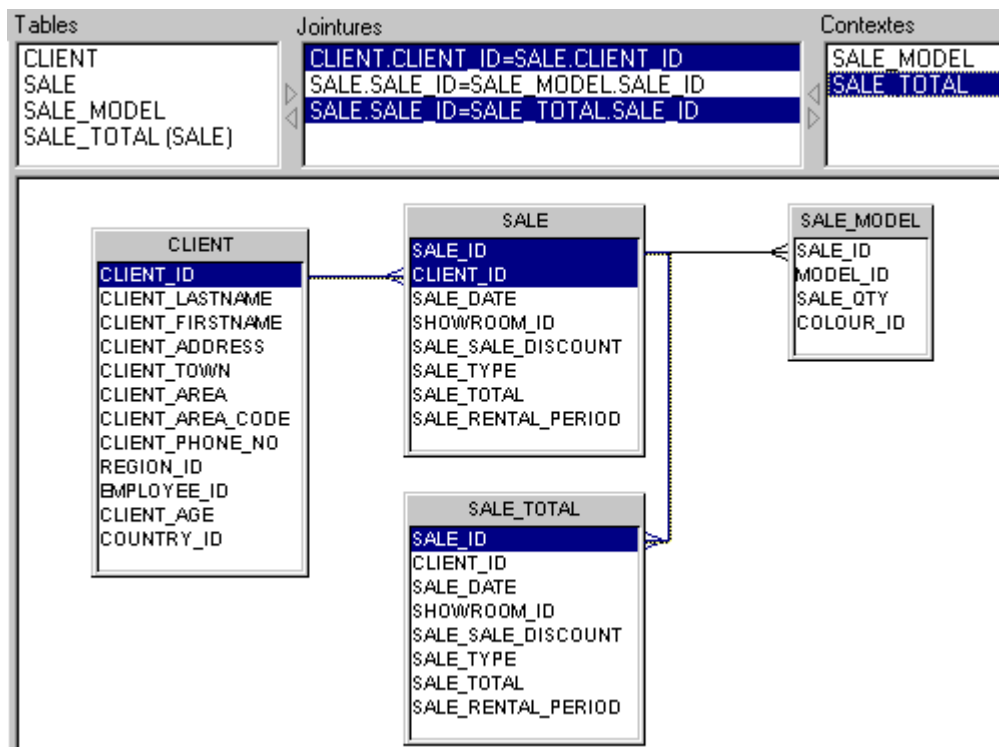 Tables
CLIENT
SALE
SALE_MODEL
SALE_TOTAL (SALE)
Jointures
CLIENT.CLIENT_ID=SALE.CLIENT_ID
SALE.SALE_ID=SALE_MODEL.SALE_ID
SALE.SALE_ID=SALE_TOTAL.SALE_ID
Contextes
SALE_MODEL
SALE_TOTAL
CLIENT
CLIENT_ID
CLIENT_LASTNAME
CLIENT_FIRSTNAME
CLIENT_ADDRESS
CLIENT_TOWN
CLIENT_AREA
CLIENT_AREA_CODE
CLIENT_PHONE_NO
REGION_ID
EMPLOYEE_ID
CLIENT_AGE
COUNTRY_ID
SALE
SALE_ID
CLIENT_ID
SALE_DATE
SHOWROOM_ID
SALE_SALE_DISCOUNT
SALE_TYPE
SALE_TOTAL
SALE_RENTAL_PERIOD
SALE_MODEL
SALE_ID
MODEL_ID
SALE_QTY
COLOUR_ID
SALE_TOTAL
SALE_ID
CLIENT_ID
SALE_DATE
SHOWROOM_ID
SALE_SALE_DISCOUNT
SALE_TYPE
SALE_TOTAL
SALE_RENTAL_PERIOD